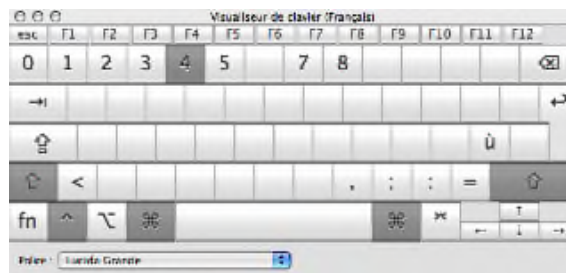 Visualiseur de clavier (Français)
esc F1 F2 F3 F4 F5 F6 F7 F8 F9 F10 F11 F12
0 1 2 3 4 5 7 8
ù
< , ; : =
fn ^ ⌥ ⌘ ⌘
Police : Lucida Grande